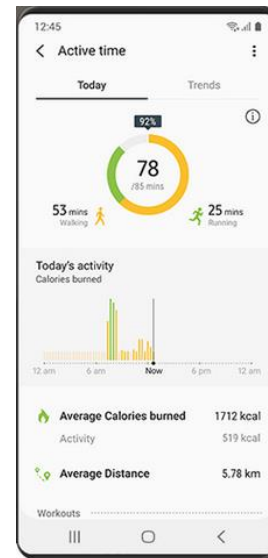 12:45
Active time
Today Trends
92%
78
/85 mins
53 mins
Walking
25 mins
Running
Today's activity
Calories burned
12 am 6 am Now 6 pm 12 am
Average Calories burned 1712 kcal
Activity 519 kcal
Average Distance 5.78 km
Workouts